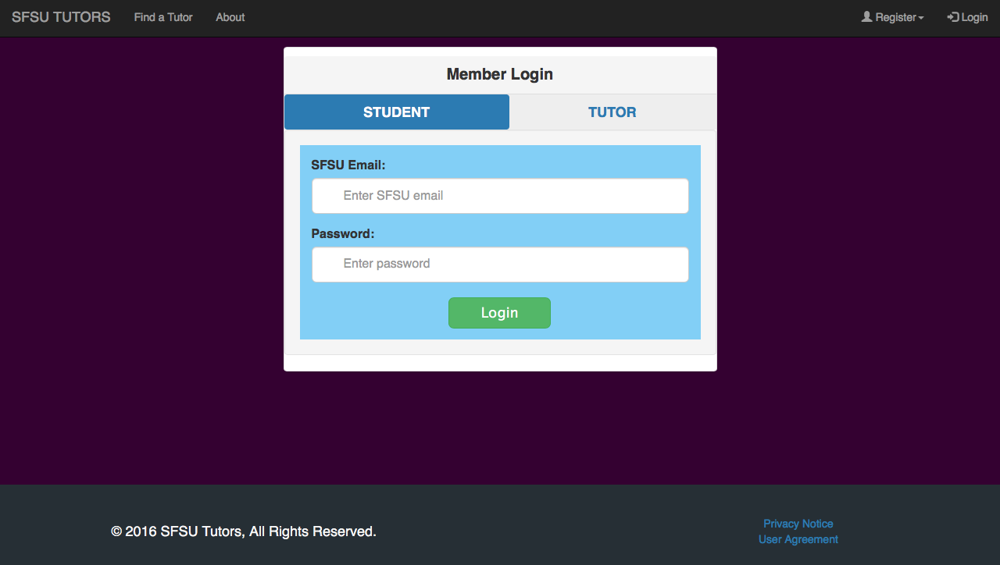 SFSU TUTORS Find a Tutor About Register Login
Member Login
STUDENT TUTOR
SFSU Email:
Enter SFSU email
Password:
Enter password
Login
© 2016 SFSU Tutors, All Rights Reserved.
Privacy Notice
User Agreement